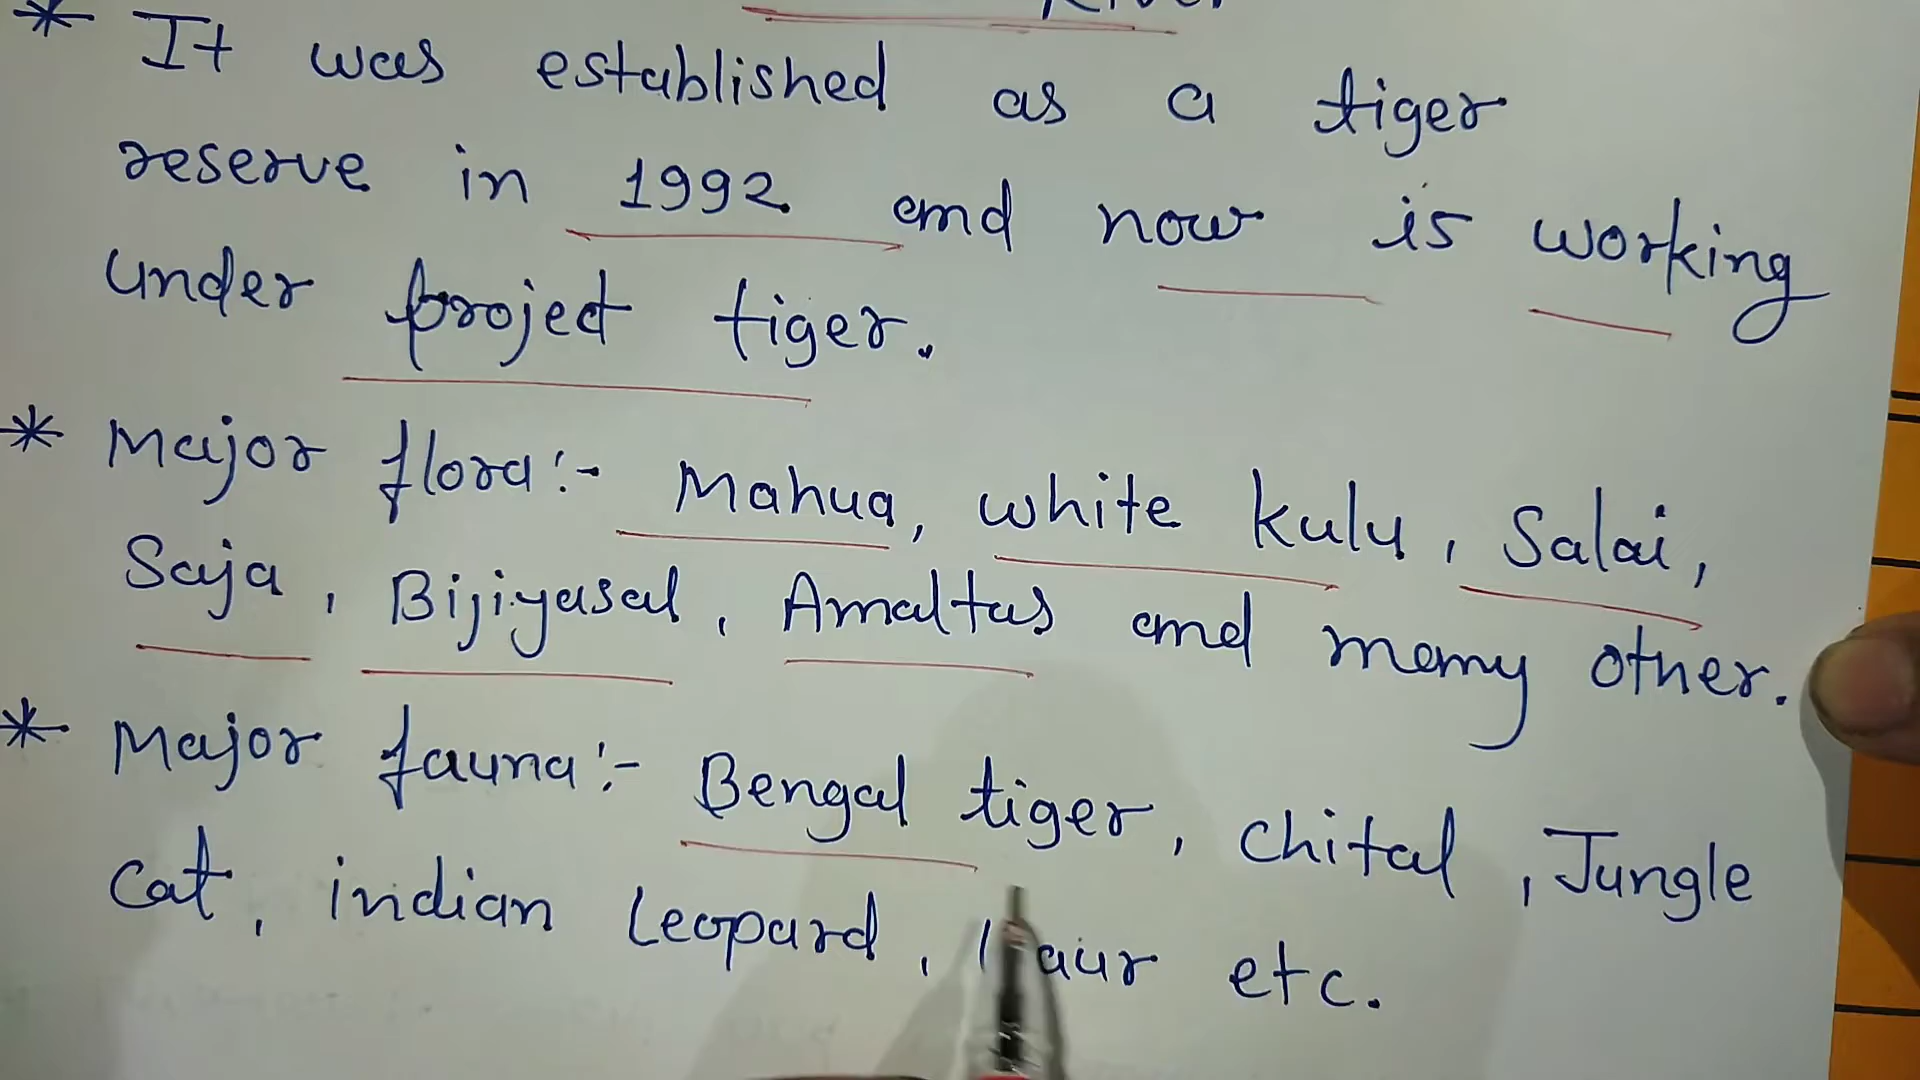 * It was established as a tiger
reserve in 1992 and now is working
under project tiger.
* Major flora:- Mahua, white kulu, Salai,
Saja, Bijiyasal, Amaltas and many other.
* Major fauna:- Bengal tiger, Chital, Jungle
Cat, indian Leopard, etc.